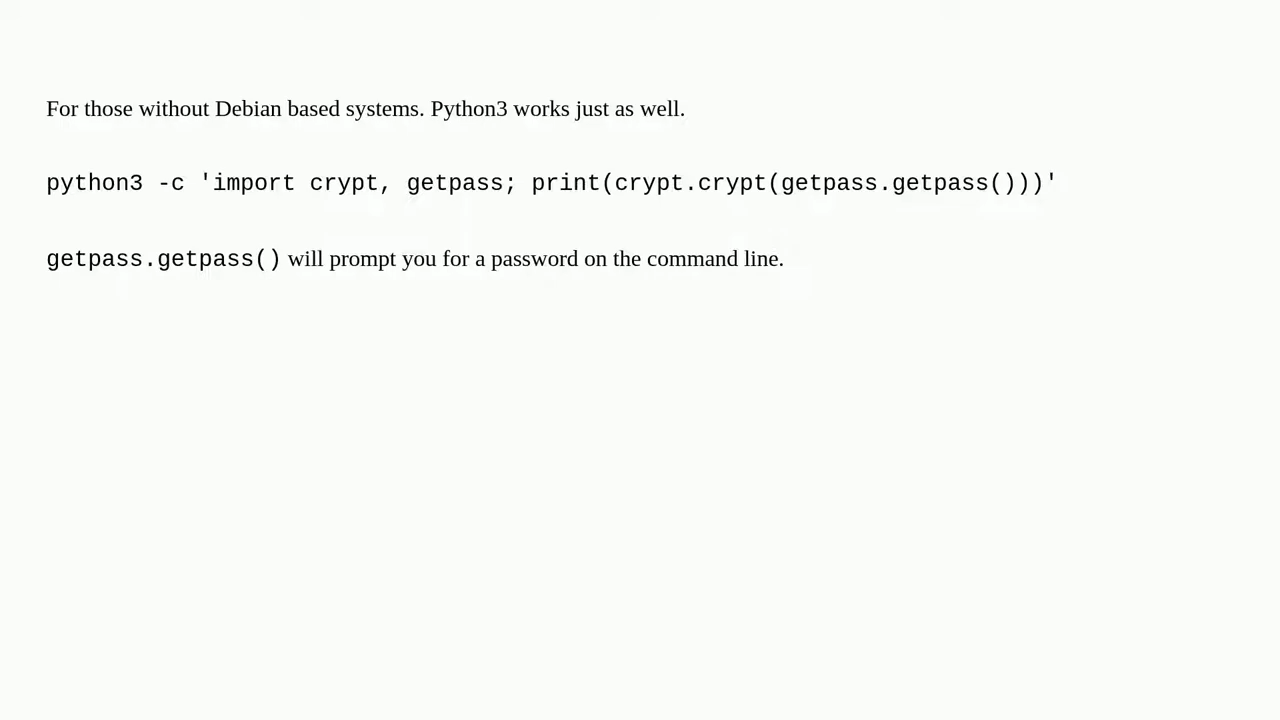 For those without Debian based systems. Python3 works just as well.
python3 -c 'import crypt, getpass; print(crypt.crypt(getpass.getpass()))'
getpass.getpass() will prompt you for a password on the command line.